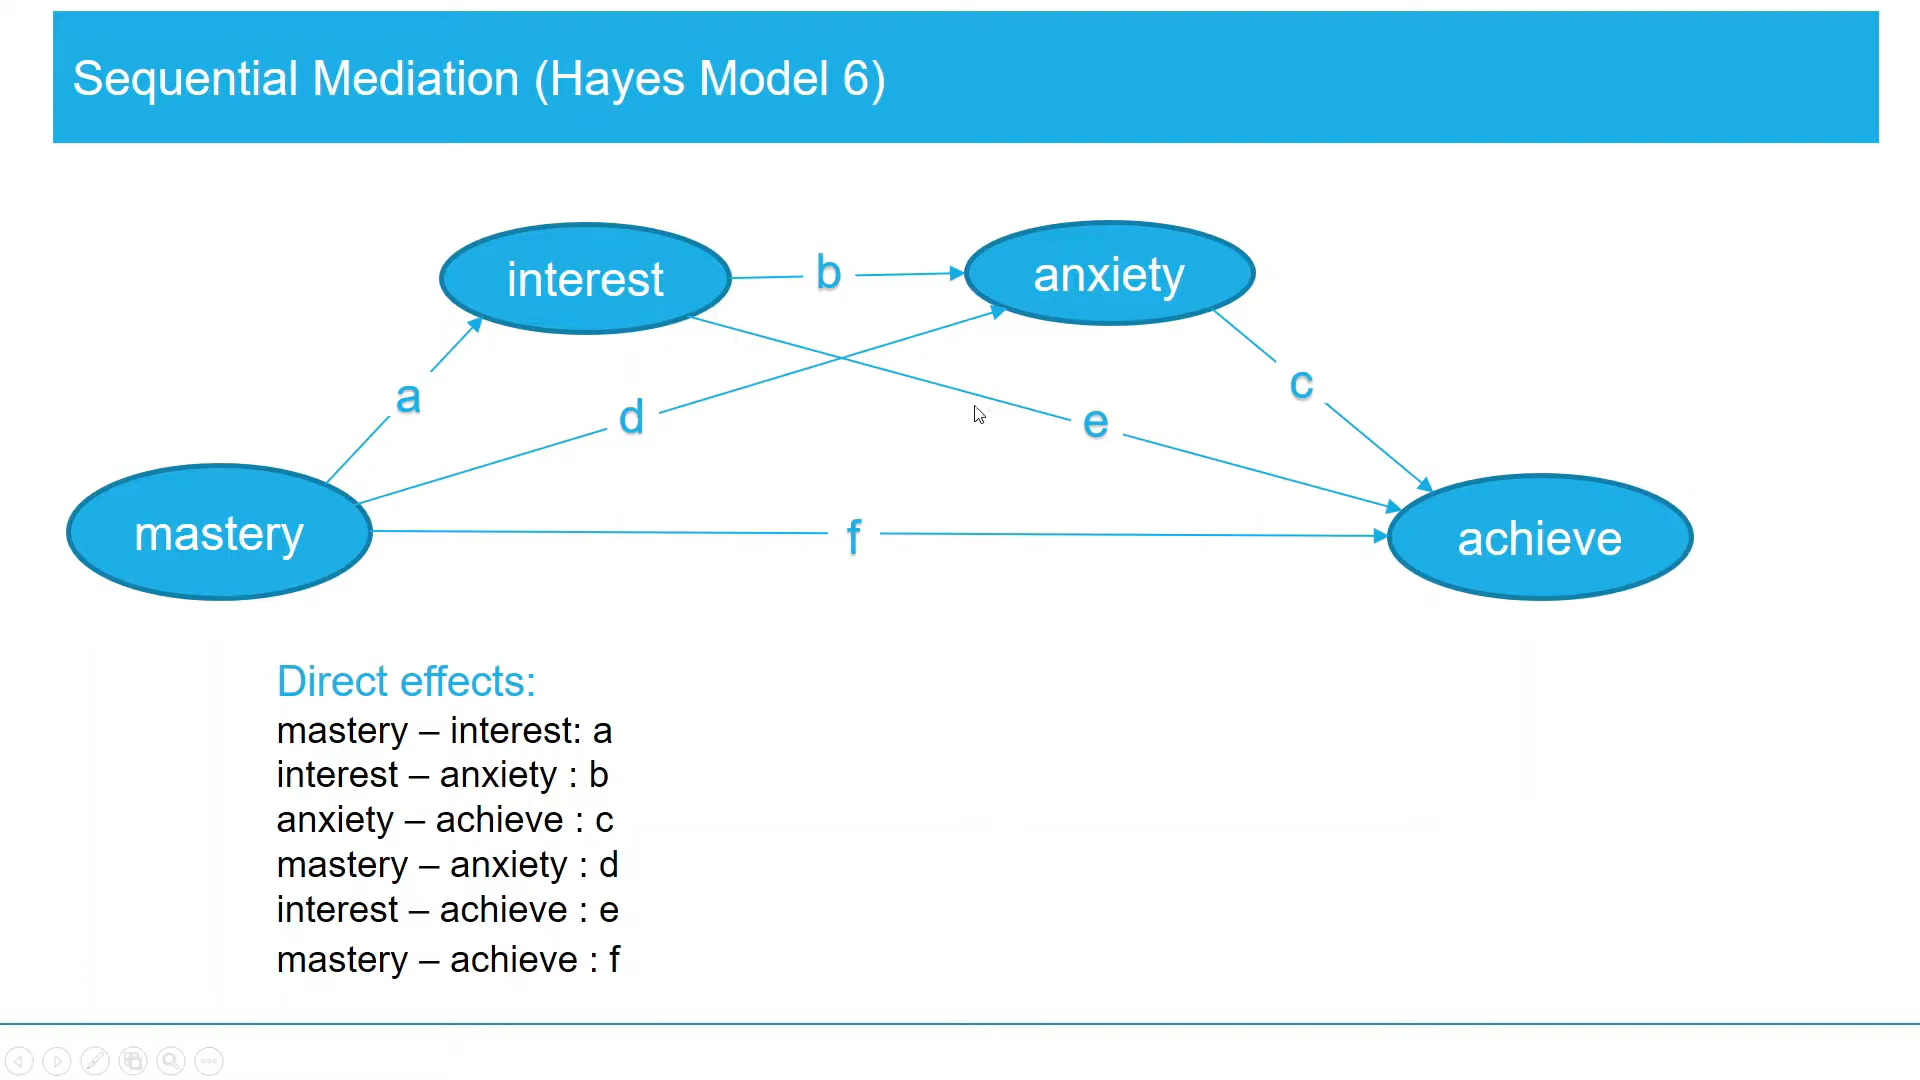 Sequential Mediation (Hayes Model 6)
interest
b
anxiety
a
d
e
c
mastery
f
achieve
Direct effects:
mastery – interest: a
interest – anxiety : b
anxiety – achieve : c
mastery – anxiety : d
interest – achieve : e
mastery – achieve : f